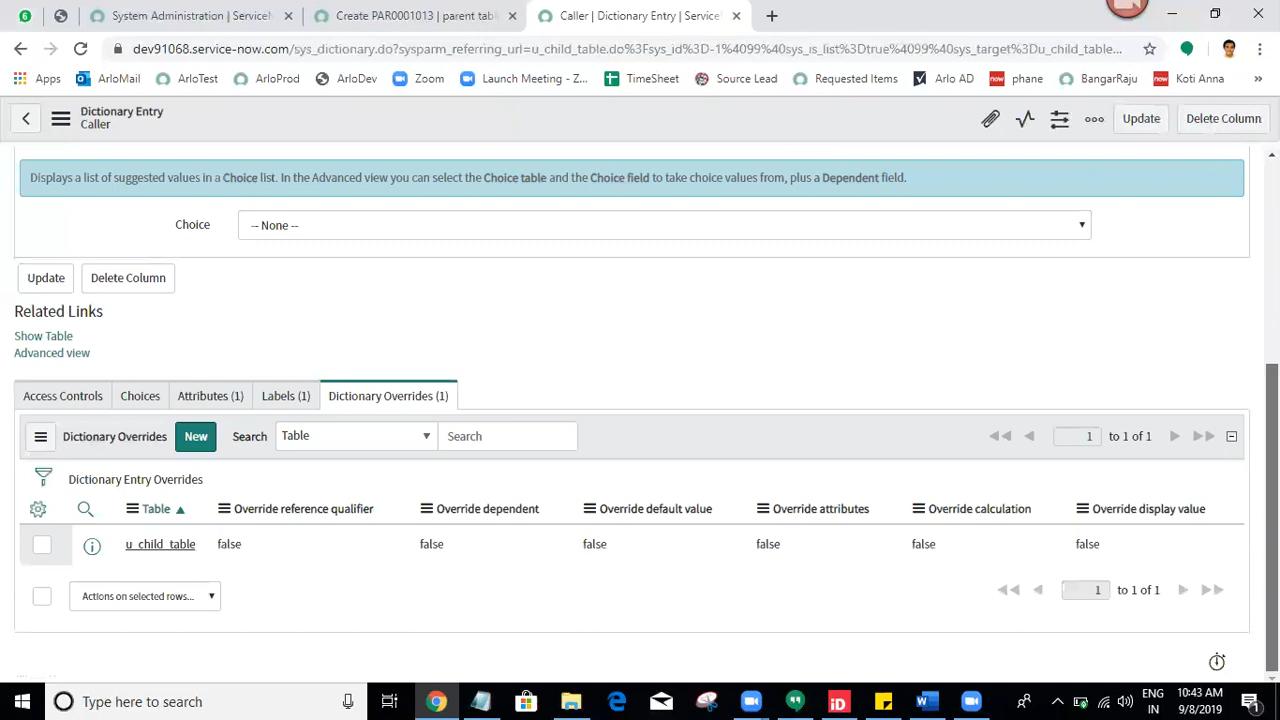 6
System Administration | Service
Create PAR0001013 | parent tab
Caller | Dictionary Entry | Service
dev91068.service-now.com/sys_dictionary.do?sysparm_referring_url=u_child_table.do%3Fsys_id%3D-1%4099%40sys_is_list%3Dtrue%4099%40sys_target%3Du_child_table...
Apps ArloMail ArloTest ArloProd ArloDev Zoom Launch Meeting - Z... TimeSheet Source Lead Requested Items Arlo AD now phane BangarRaju now Koti Anna »
Dictionary Entry
Caller
Update Delete Column
Displays a list of suggested values in a Choice list. In the Advanced view you can select the Choice table and the Choice field to take choice values from, plus a Dependent field.
Choice -- None --
Update Delete Column
Related Links
Show Table
Advanced view
Access Controls Choices Attributes (1) Labels (1) Dictionary Overrides (1)
Dictionary Overrides New Search Table Search 1 to 1 of 1
Dictionary Entry Overrides
Table Override reference qualifier Override dependent Override default value Override attributes Override calculation Override display value
u_child_table false false false false false false
Actions on selected rows... 1 to 1 of 1
Type here to search
ENG
IN
10:43 AM
9/8/2019
1